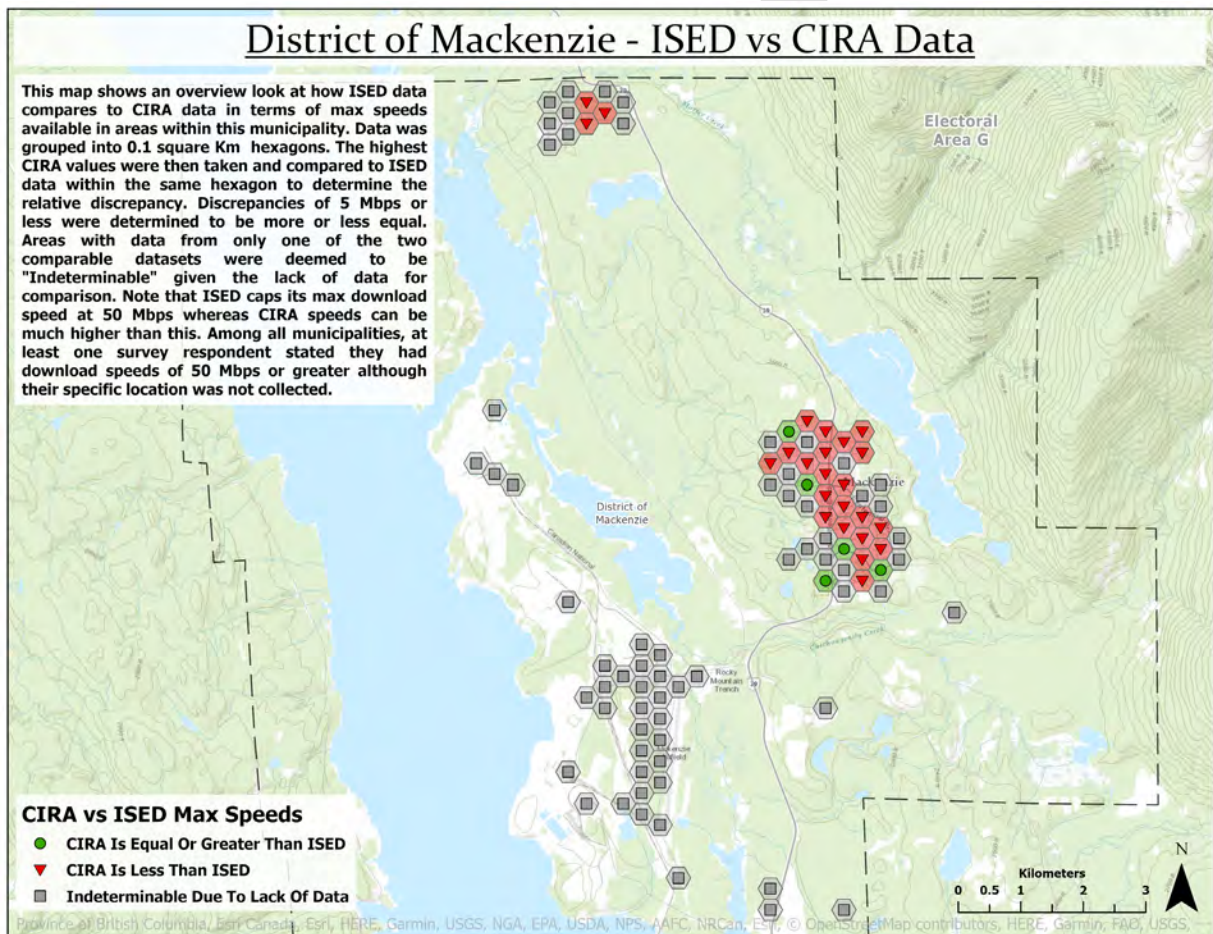 District of Mackenzie - ISED vs CIRA Data
This map shows an overview look at how ISED data
compares to CIRA data in terms of max speeds
available in areas within this municipality. Data was
grouped into 0.1 square Km hexagons. The highest
CIRA values were then taken and compared to ISED
data within the same hexagon to determine the
relative discrepancy. Discrepancies of 5 Mbps or
less were determined to be more or less equal.
Areas with data from only one of the two
comparable datasets were deemed to be
"Indeterminable" given the lack of data for
comparison. Note that ISED caps its max download
speed at 50 Mbps whereas CIRA speeds can be
much higher than this. Among all municipalities, at
least one survey respondent stated they had
download speeds of 50 Mbps or greater although
their specific location was not collected.
Electoral
Area G
39
Mackenzie
District of
Mackenzie
Canadian National
Rocky
Mountain
Trench
39
CIRA vs ISED Max Speeds
CIRA Is Equal Or Greater Than ISED
CIRA Is Less Than ISED
Indeterminable Due To Lack Of Data
N
Kilometers
0 0.5 1 2 3
Province of British Columbia, Esri Canada, Esri, HERE, Garmin, USGS, NGA, EPA, USDA, NPS, AAFC, NRCan, Esri, © OpenStreetMap contributors, HERE, Garmin, FAO, USGS,